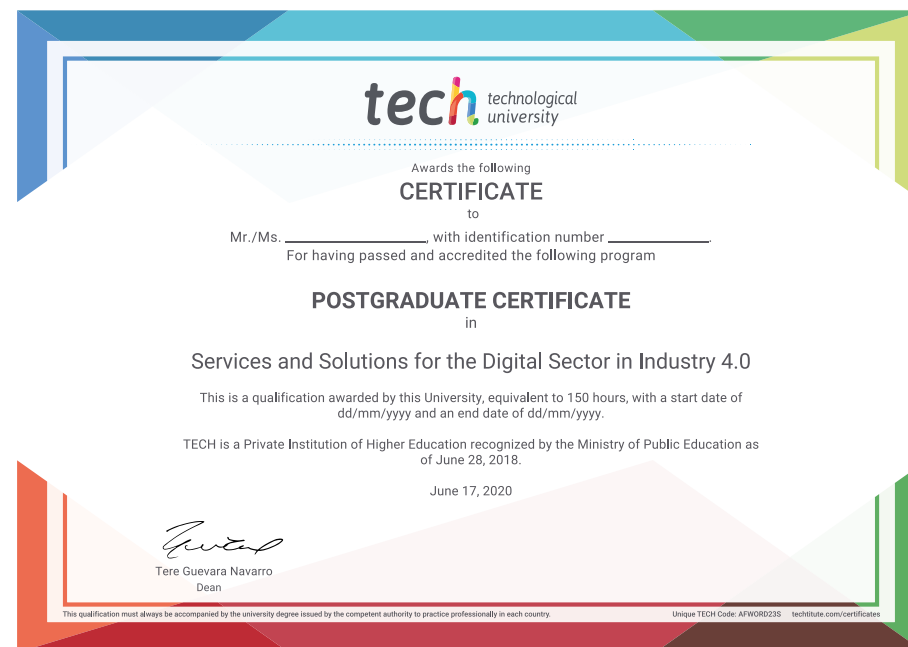 tech technological
university
Awards the following
CERTIFICATE
to
Mr./Ms. ____________, with identification number ____________.
For having passed and accredited the following program
POSTGRADUATE CERTIFICATE
in
Services and Solutions for the Digital Sector in Industry 4.0
This is a qualification awarded by this University, equivalent to 150 hours, with a start date of
dd/mm/yyyy and an end date of dd/mm/yyyy.
TECH is a Private Institution of Higher Education recognized by the Ministry of Public Education as
of June 28, 2018.
June 17, 2020
Tere Guevara Navarro
Dean
This qualification must always be accompanied by the university degree issued by the competent authority to practice professionally in each country. Unique TECH Code: AFWORD23S techtitute.com/certificates